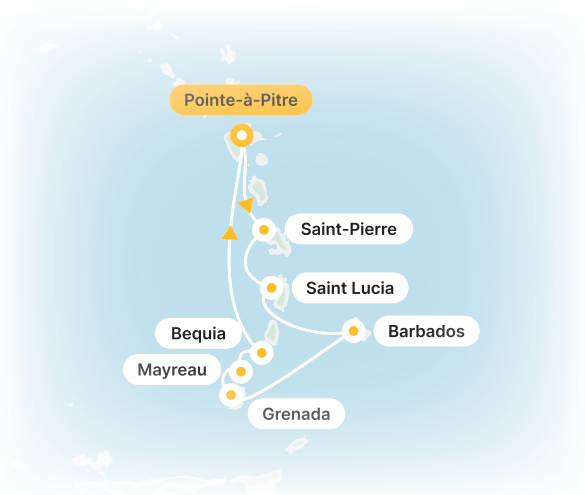 Pointe-à-Pitre
Saint-Pierre
Saint Lucia
Barbados
Bequia
Mayreau
Grenada